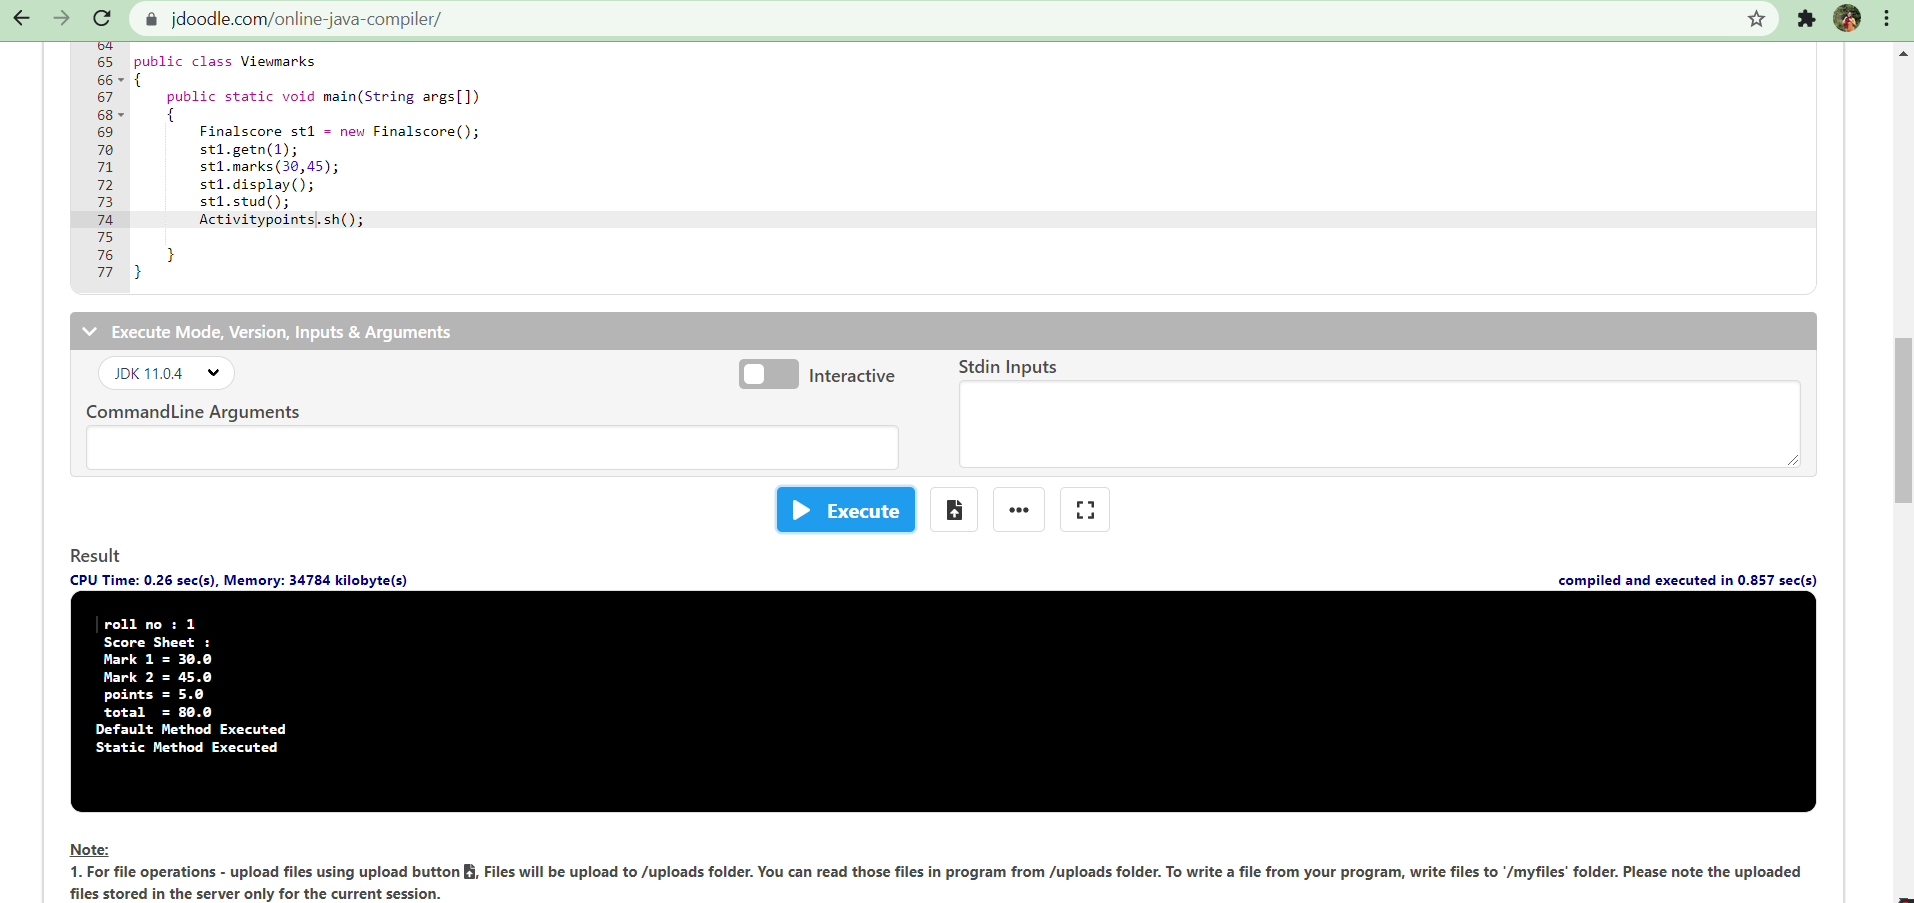 jdoodle.com/online-java-compiler/
64
65 public class Viewmarks
66 {
67 public static void main(String args[])
68 {
69 Finalscore st1 = new Finalscore();
70 st1.getn(1);
71 st1.marks(30,45);
72 st1.display();
73 st1.stud();
74 Activitypoints.sh();
75
76 }
77 }
Execute Mode, Version, Inputs & Arguments
JDK 11.0.4
Interactive
Stdin Inputs
CommandLine Arguments
Execute
Result
CPU Time: 0.26 sec(s), Memory: 34784 kilobyte(s)
compiled and executed in 0.857 sec(s)
roll no : 1
Score Sheet :
Mark 1 = 30.0
Mark 2 = 45.0
points = 5.0
total  = 80.0
Default Method Executed
Static Method Executed
Note:
1. For file operations - upload files using upload button , Files will be upload to /uploads folder. You can read those files in program from /uploads folder. To write a file from your program, write files to '/myfiles' folder. Please note the uploaded
files stored in the server only for the current session.